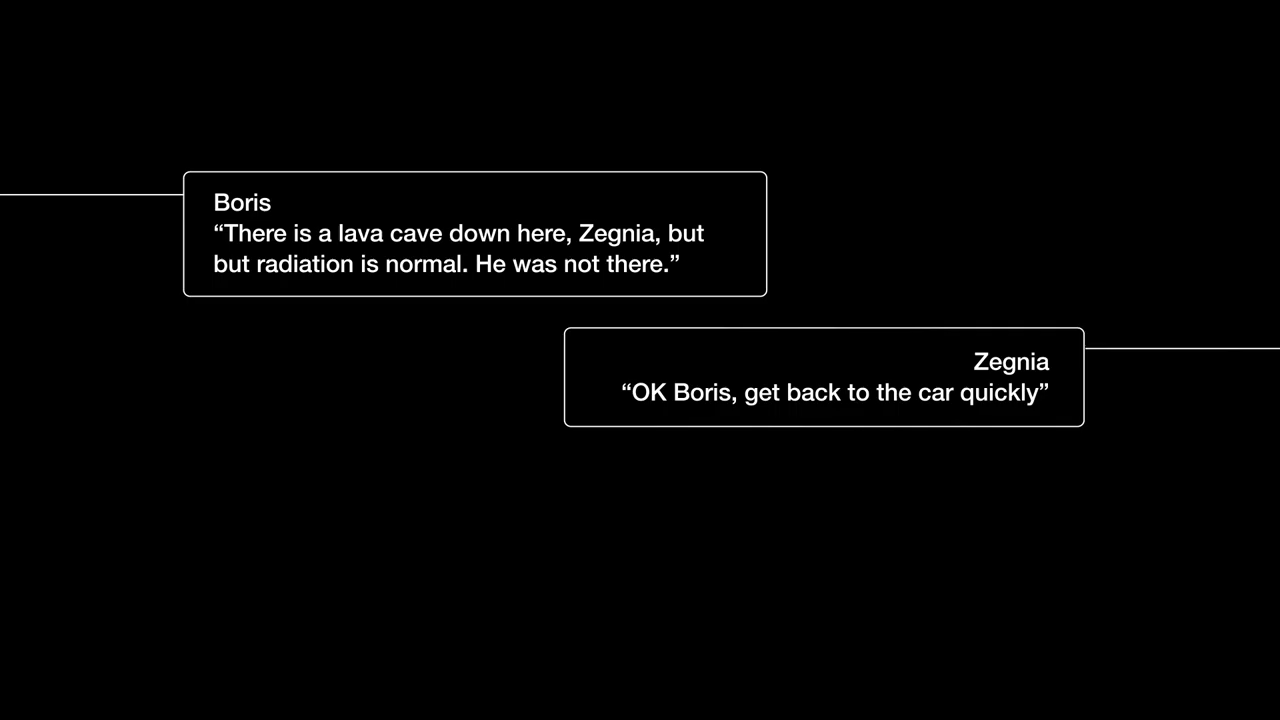 Boris
“There is a lava cave down here, Zegnia, but
but radiation is normal. He was not there.”
Zegnia
“OK Boris, get back to the car quickly”